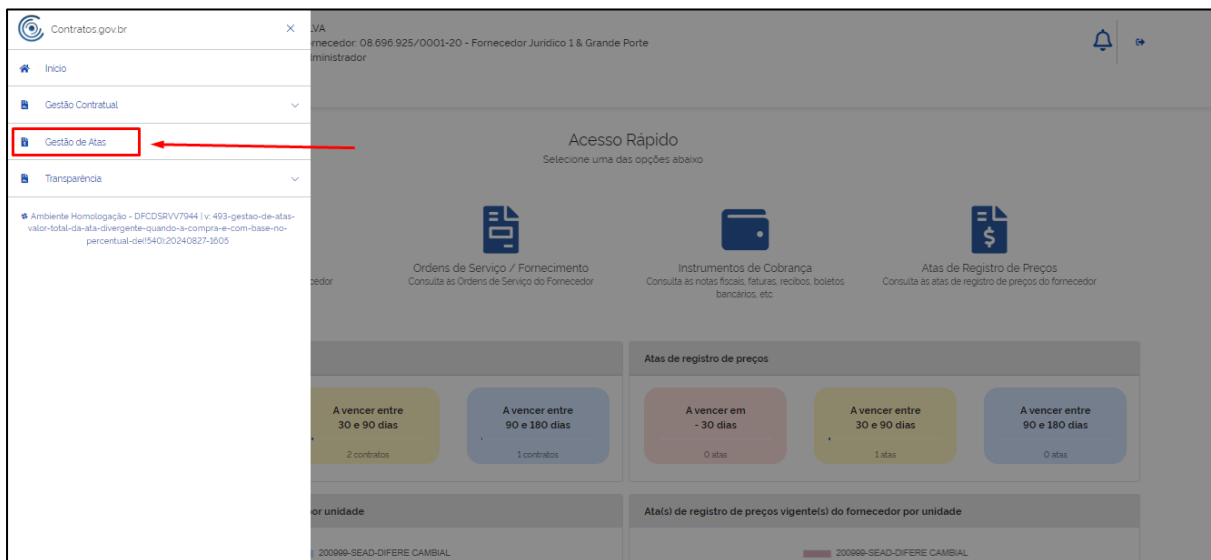 Contratos.gov.br
LVA
Fornecedor: 08.696.925/0001-20 - Fornecedor Jurídico 1 & Grande Porte
Administrador
Início
Gestão Contratual
Gestão de Atas
Transparência
Ambiente Homologação - DFCDSRVV7944 | v: 493-gestao-de-atas-
valor-total-da-ata-divergente-quando-a-compra-e-com-base-no-
percentual-de(!540):20240827-1605
Acesso Rápido
Selecione uma das opções abaixo
cedor
Ordens de Serviço / Fornecimento
Consulta às Ordens de Serviço do Fornecedor
Instrumentos de Cobrança
Consulta às notas fiscais, faturas, recibos, boletos
bancários, etc
Atas de Registro de Preços
Consulta às atas de registro de preços do fornecedor
A vencer entre
30 e 90 dias
2 contratos
A vencer entre
90 e 180 dias
1 contratos
Atas de registro de preços
A vencer em
- 30 dias
0 atas
A vencer entre
30 e 90 dias
1 atas
A vencer entre
90 e 180 dias
0 atas
por unidade
200999-SEAD-DIFERE CAMBIAL
Ata(s) de registro de preços vigente(s) do fornecedor por unidade
200999-SEAD-DIFERE CAMBIAL